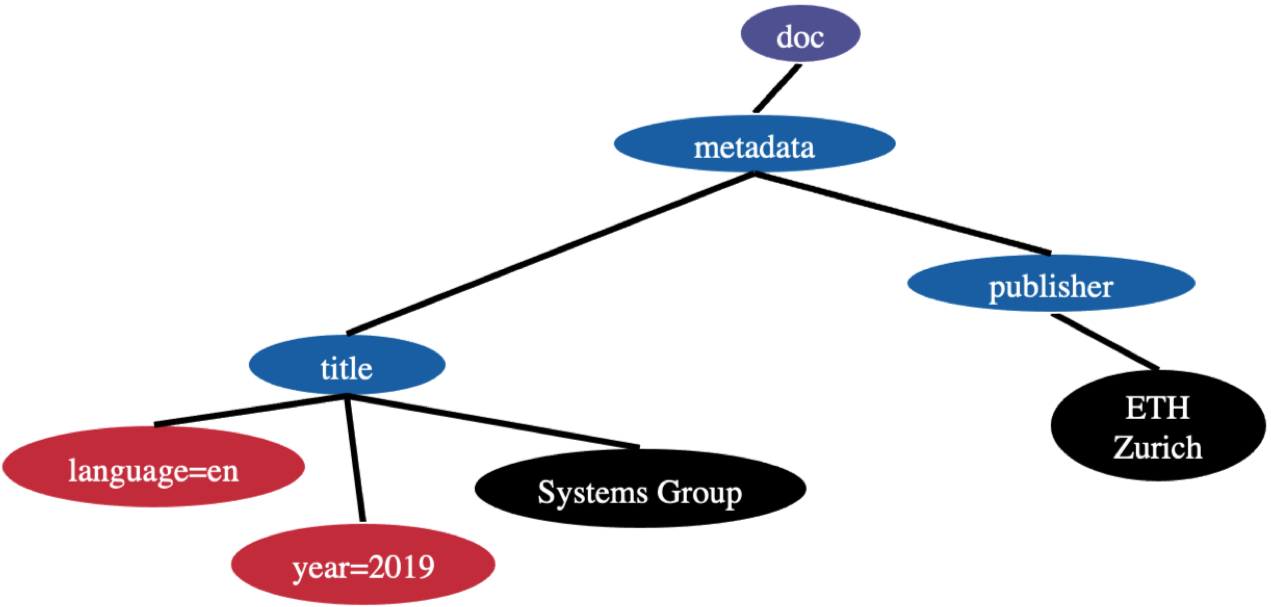 doc
metadata
publisher
title
ETH
Zurich
language=en
Systems Group
year=2019